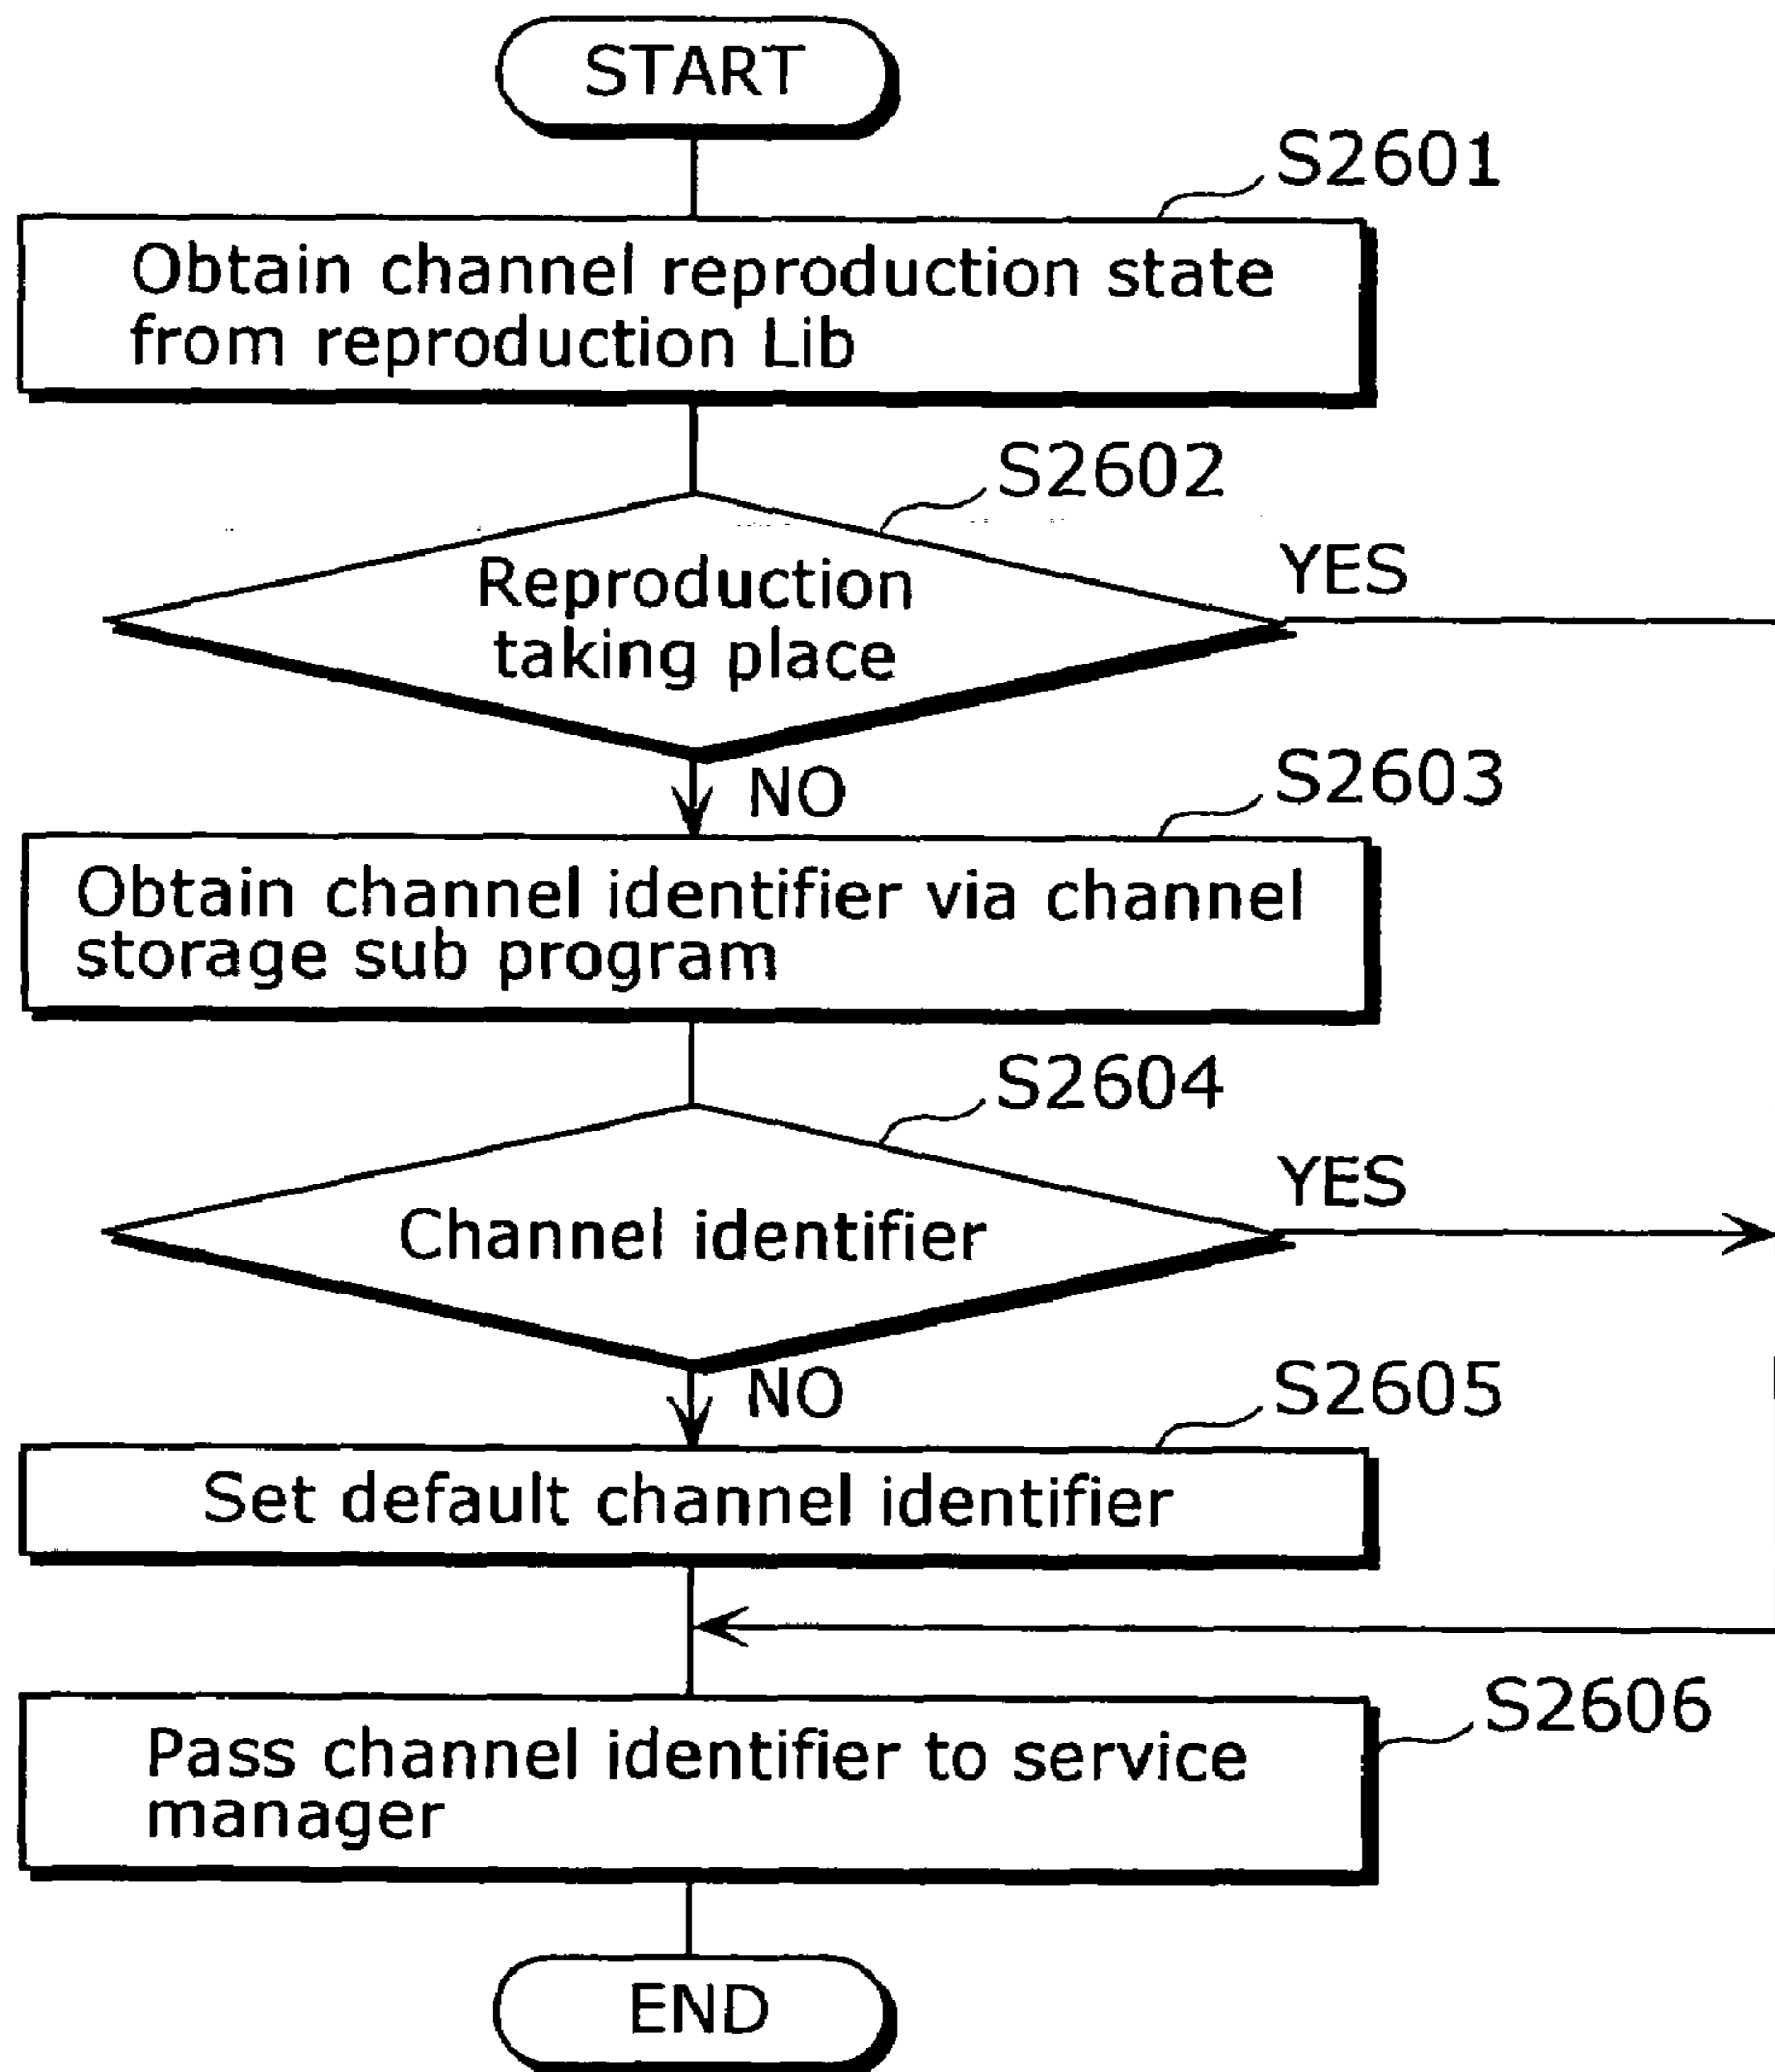 START
S2601
Obtain channel reproduction state
from reproduction Lib
S2602
Reproduction
taking place
YES
NO
S2603
Obtain channel identifier via channel
storage sub program
S2604
Channel identifier
YES
NO
S2605
Set default channel identifier
S2606
Pass channel identifier to service
manager
END